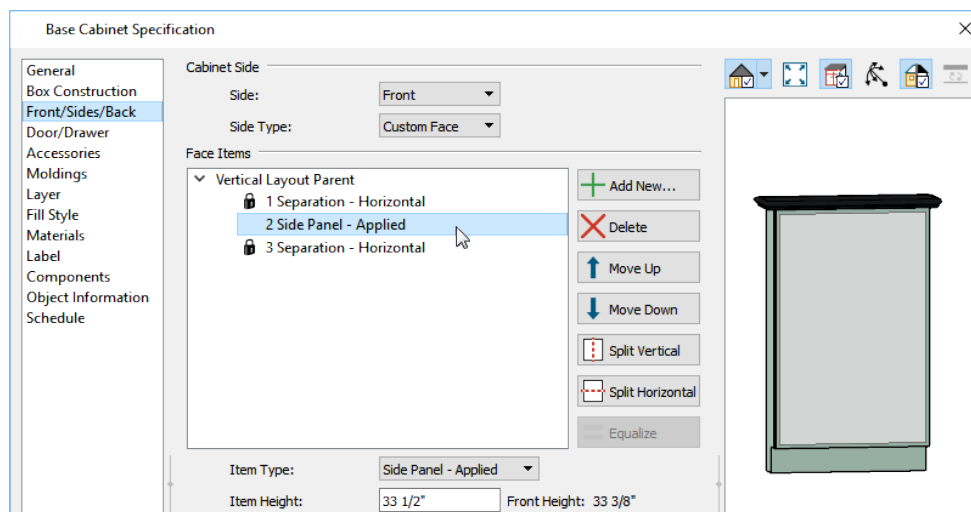 Base Cabinet Specification
General
Box Construction
Front/Sides/Back
Door/Drawer
Accessories
Moldings
Layer
Fill Style
Materials
Label
Components
Object Information
Schedule
Cabinet Side
Side: Front
Side Type: Custom Face
Face Items
Vertical Layout Parent
1 Separation - Horizontal
2 Side Panel - Applied
3 Separation - Horizontal
Add New...
Delete
Move Up
Move Down
Split Vertical
Split Horizontal
Equalize
Item Type: Side Panel - Applied
Item Height: 33 1/2" Front Height: 33 3/8"